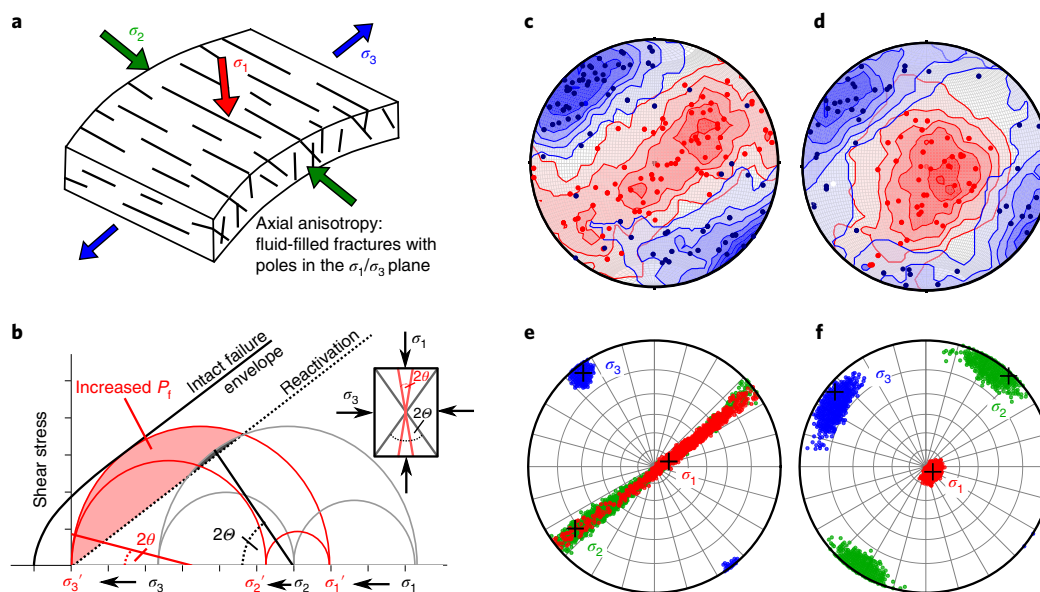 a
σ2
σ1
σ3
Axial anisotropy:
fluid-filled fractures with
poles in the σ1/σ3 plane
b
Shear stress
Increased Pf
Intact failure
envelope
Reactivation
σ1
σ3
2θ
2Θ
2θ
2Θ
σ3′
σ3
σ2′
σ2
σ1′
σ1
c
d
e
σ3
σ1
σ2
f
σ3
σ2
σ1